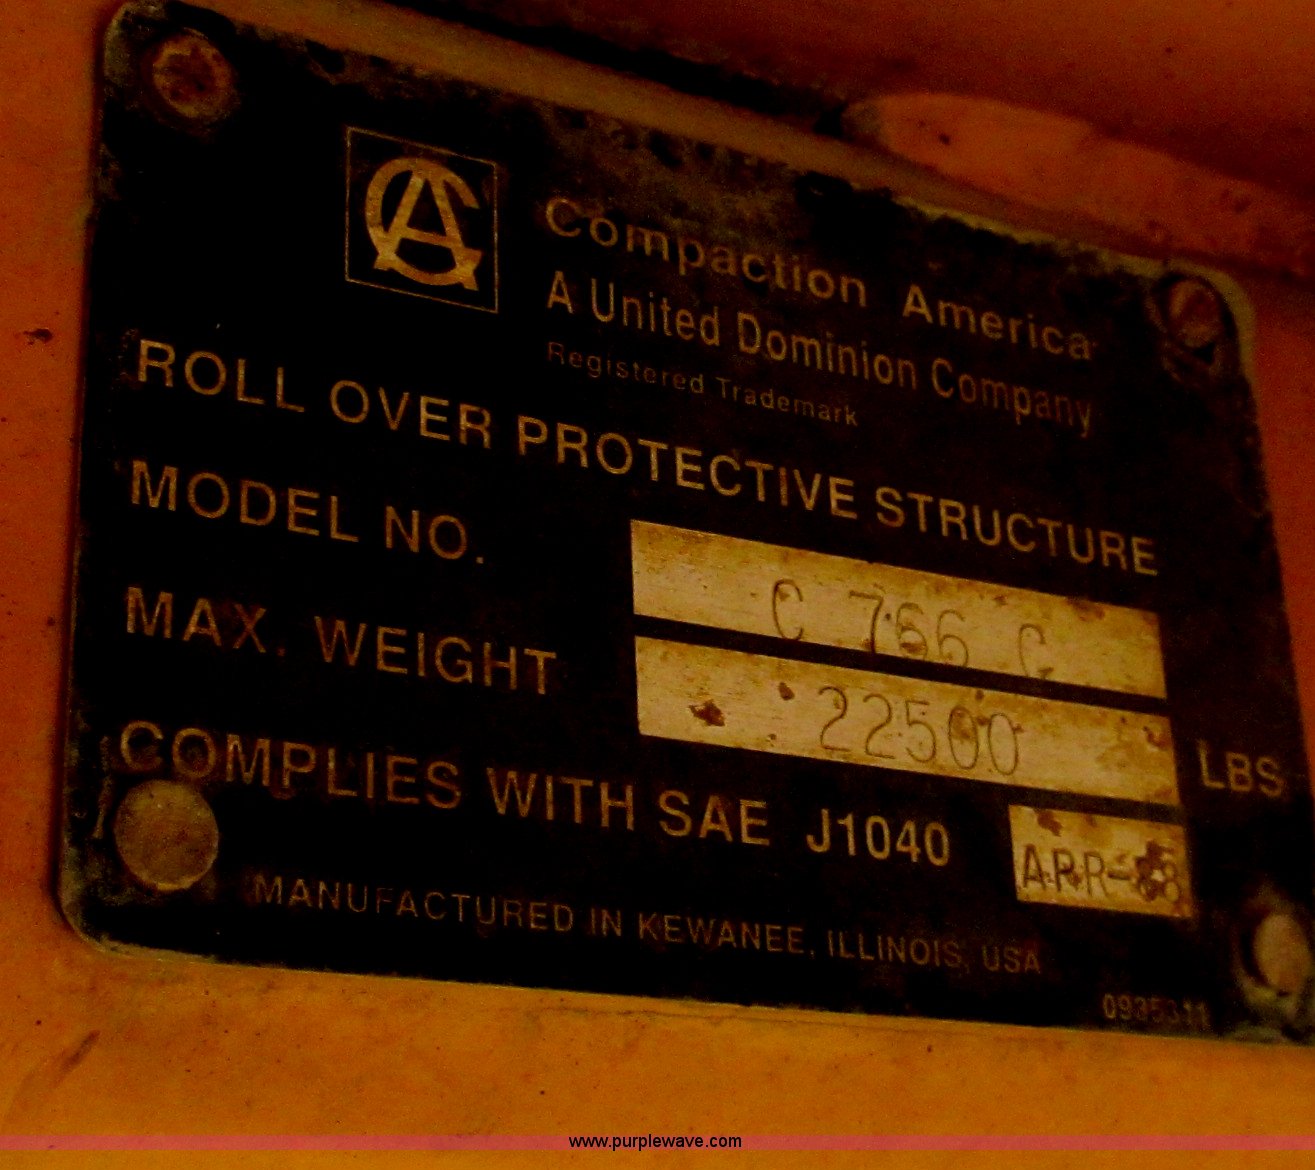 CA
Compaction America
A United Dominion Company
Registered Trademark
ROLL OVER PROTECTIVE STRUCTURE
MODEL NO. C 766 C
MAX. WEIGHT 22500 LBS
COMPLIES WITH SAE J1040
MANUFACTURED IN KEWANEE, ILLINOIS, USA
www.purplewave.com